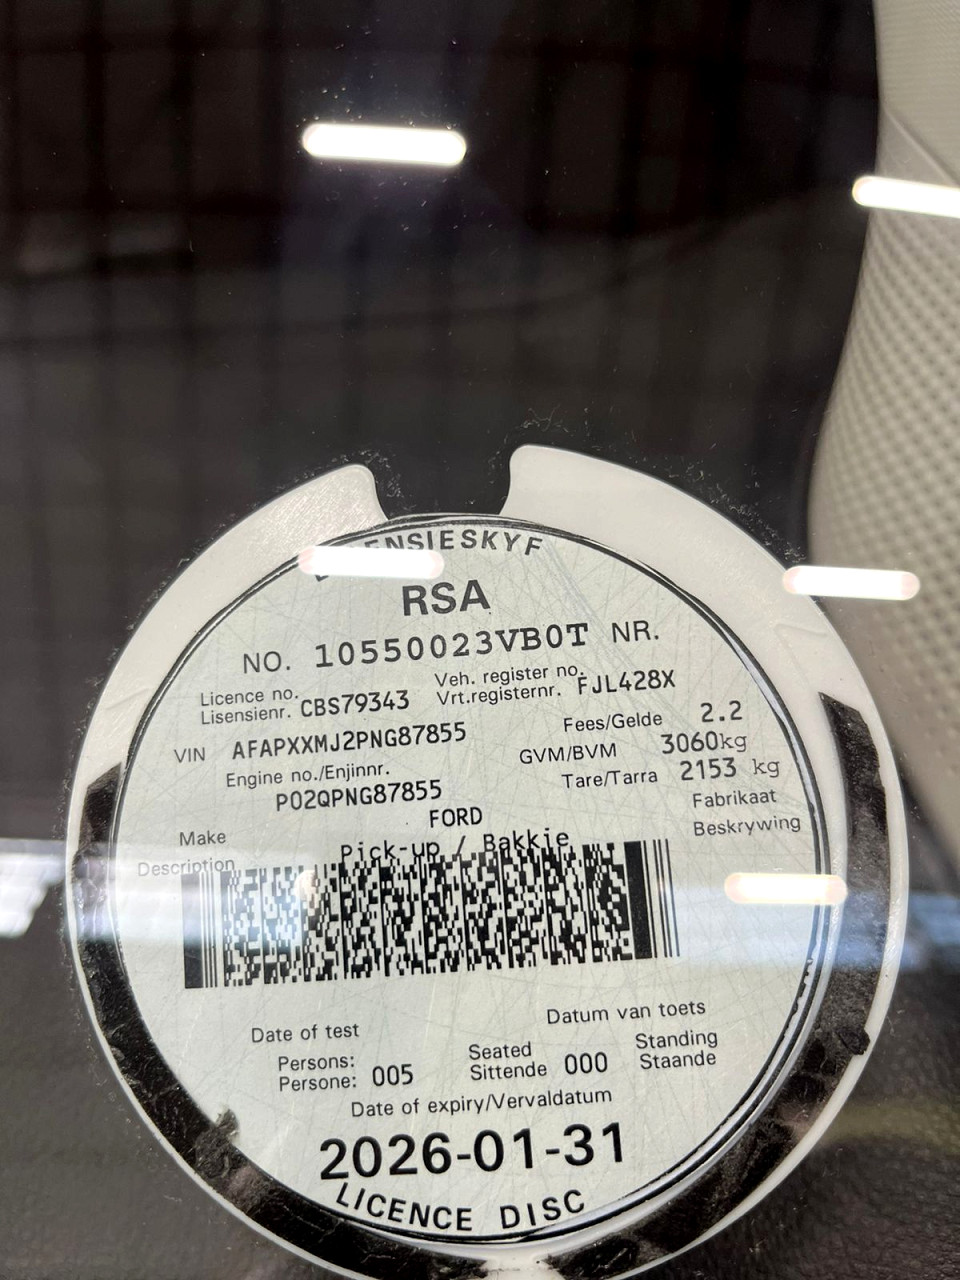 ENSIESKYF
RSA
NO. 10550023VB0T NR.
Licence no. Veh. register no.
Lisensienr. CBS79343 Vrt.registernr. FJL428X
VIN AFAPXXMJ2PNG87855 Fees/Gelde 2.2
Engine no./Enjinnr. GVM/BVM 3060kg
P02QPNG87855 Tare/Tarra 2153 kg
Make FORD Fabrikaat
Description Pick-up / Bakkie Beskrywing
Date of test Datum van toets
Persons: Seated Standing
Persone: 005 Sittende 000 Staande
Date of expiry/Vervaldatum
2026-01-31
LICENCE DISC